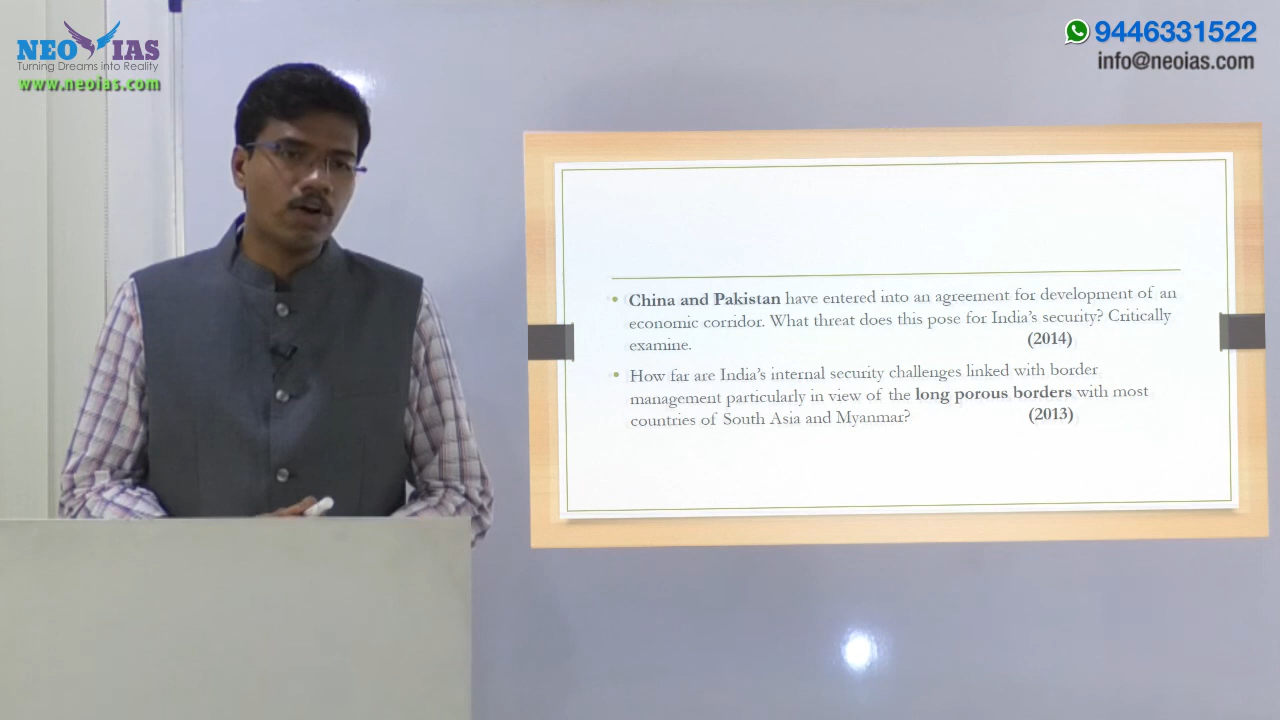 NEO IAS
Turning Dreams into Reality
www.neoias.com
9446331522
info@neoias.com
• China and Pakistan have entered into an agreement for development of an
economic corridor. What threat does this pose for India's security? Critically
examine. (2014)
• How far are India's internal security challenges linked with border
management particularly in view of the long porous borders with most
countries of South Asia and Myanmar? (2013)